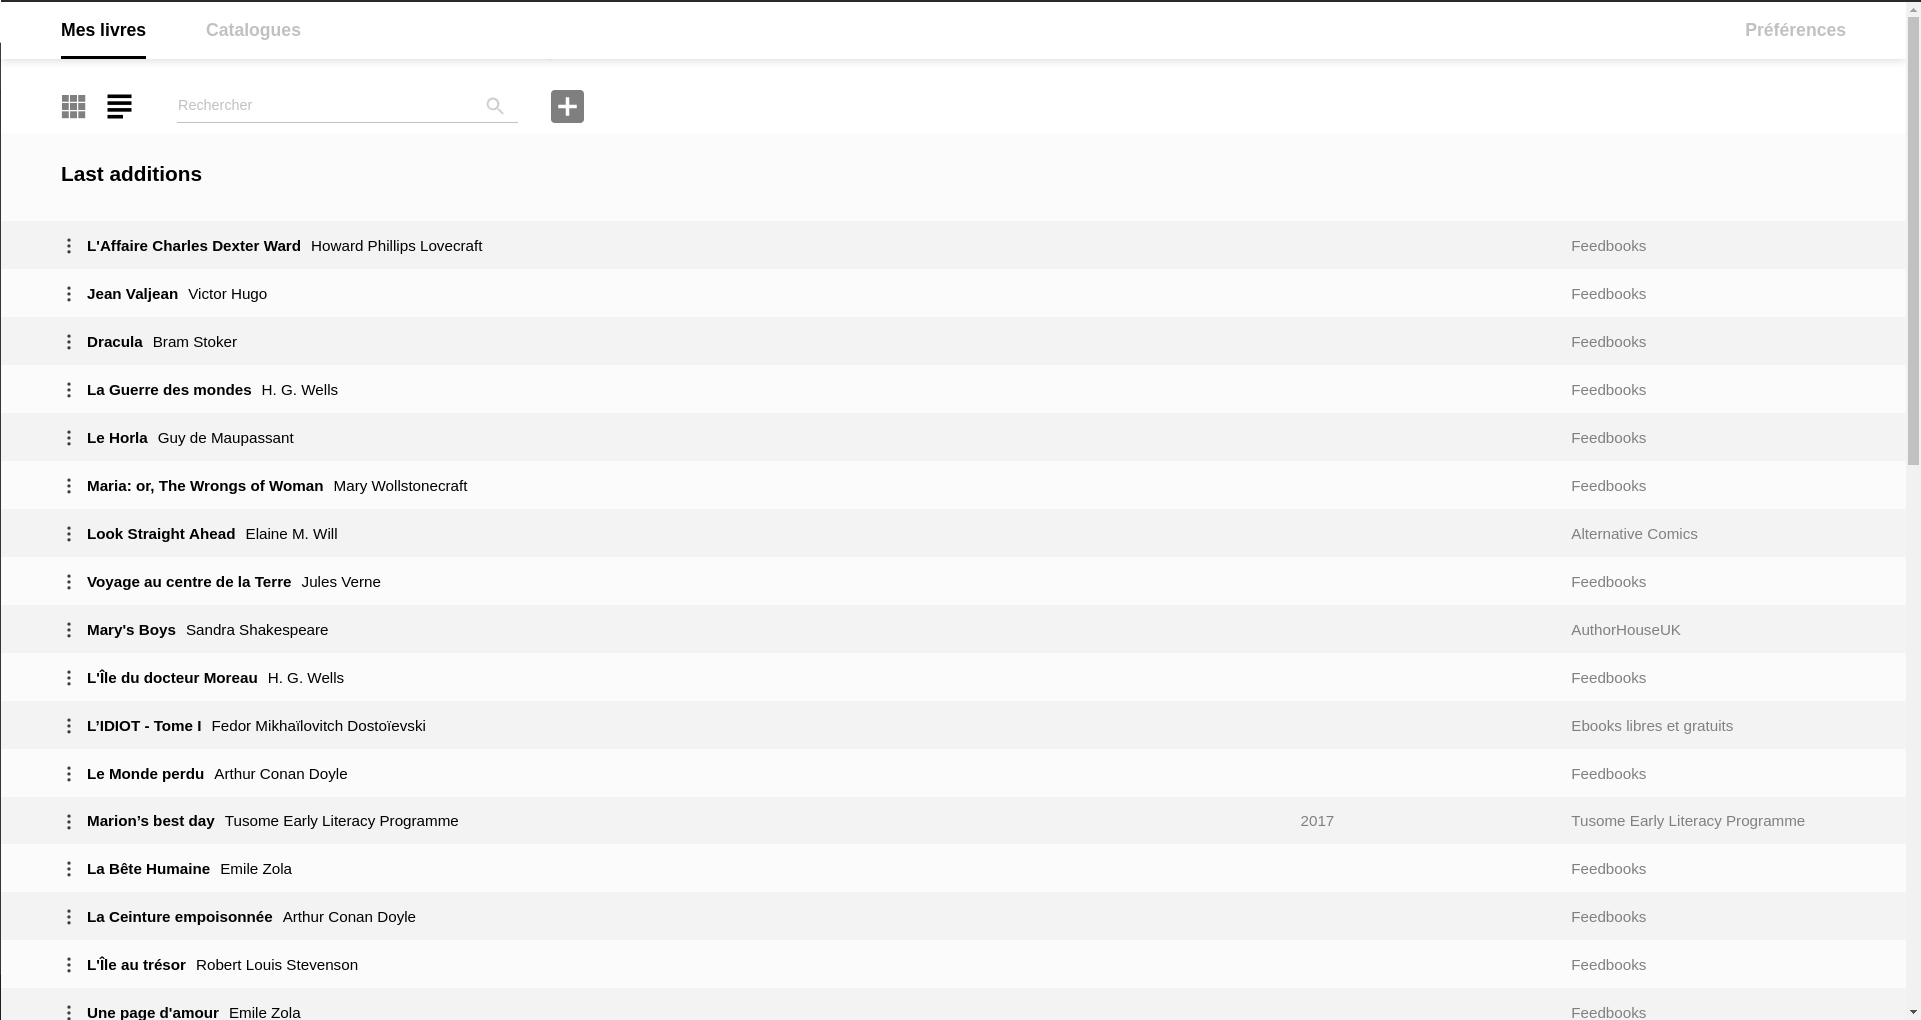 Mes livres Catalogues Préférences
Rechercher
Last additions
L'Affaire Charles Dexter Ward Howard Phillips Lovecraft Feedbooks
Jean Valjean Victor Hugo Feedbooks
Dracula Bram Stoker Feedbooks
La Guerre des mondes H. G. Wells Feedbooks
Le Horla Guy de Maupassant Feedbooks
Maria: or, The Wrongs of Woman Mary Wollstonecraft Feedbooks
Look Straight Ahead Elaine M. Will Alternative Comics
Voyage au centre de la Terre Jules Verne Feedbooks
Mary's Boys Sandra Shakespeare AuthorHouseUK
L'Île du docteur Moreau H. G. Wells Feedbooks
L’IDIOT - Tome I Fedor Mikhaïlovitch Dostoïevski Ebooks libres et gratuits
Le Monde perdu Arthur Conan Doyle Feedbooks
Marion’s best day Tusome Early Literacy Programme 2017 Tusome Early Literacy Programme
La Bête Humaine Emile Zola Feedbooks
La Ceinture empoisonnée Arthur Conan Doyle Feedbooks
L'Île au trésor Robert Louis Stevenson Feedbooks
Une page d'amour Emile Zola Feedbooks